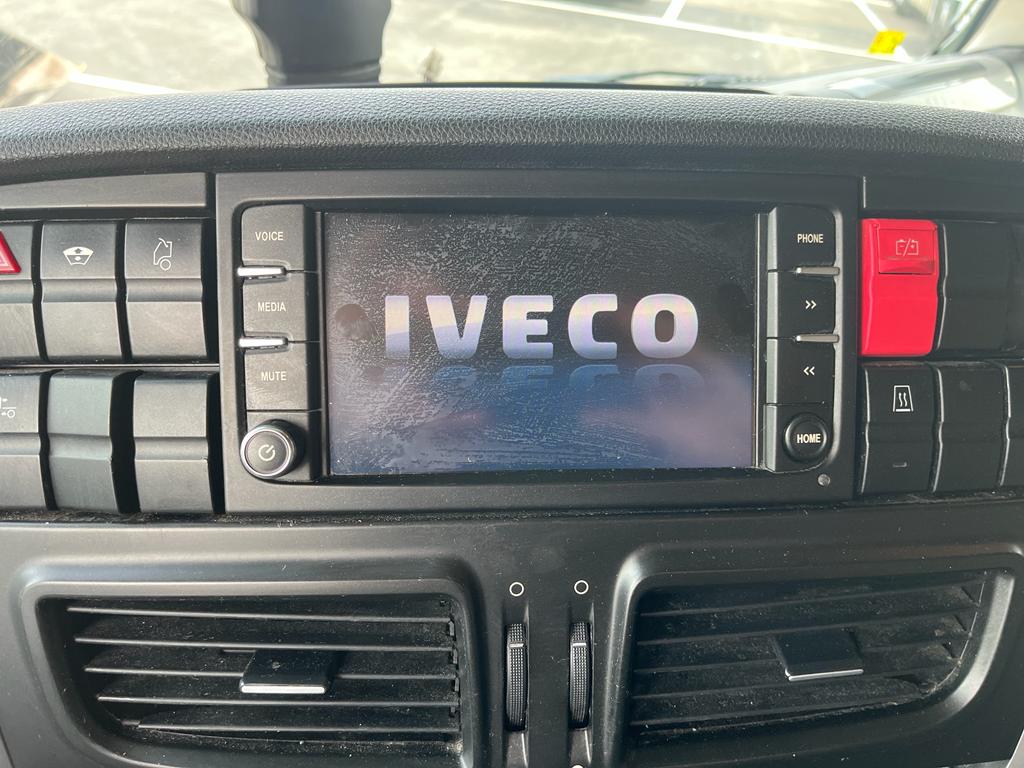 VOICE
MEDIA
MUTE
IVECO
PHONE
>>
<<
HOME